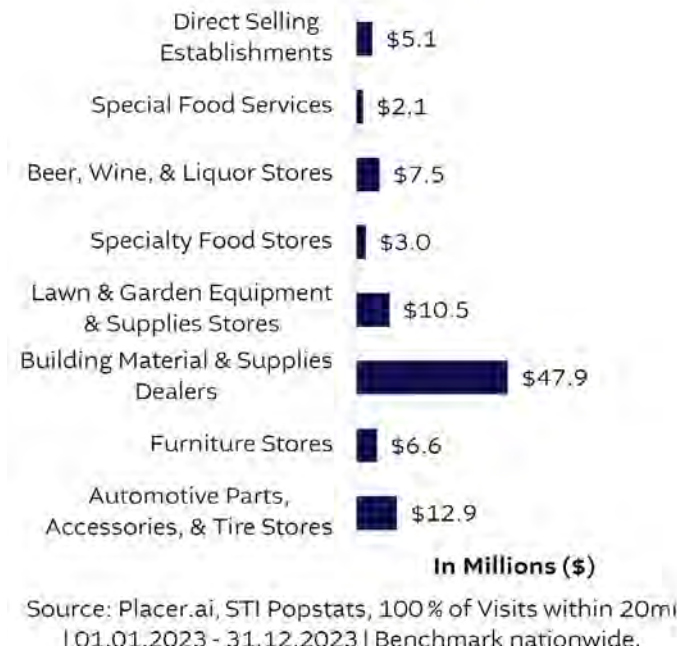 Direct Selling
Establishments
$5.1
Special Food Services
$2.1
Beer, Wine, & Liquor Stores
$7.5
Specialty Food Stores
$3.0
Lawn & Garden Equipment
& Supplies Stores
$10.5
Building Material & Supplies
Dealers
$47.9
Furniture Stores
$6.6
Automotive Parts,
Accessories, & Tire Stores
$12.9
In Millions ($)
Source: Placer.ai, STI Popstats, 100 % of Visits within 20mi
| 01.01.2023 - 31.12.2023 | Benchmark nationwide.